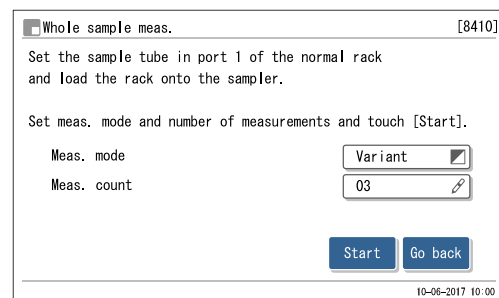 Whole sample meas. [8410]
Set the sample tube in port 1 of the normal rack
and load the rack onto the sampler.
Set meas. mode and number of measurements and touch [Start].
Meas. mode Variant
Meas. count 03
Start Go back
10-06-2017 10:00